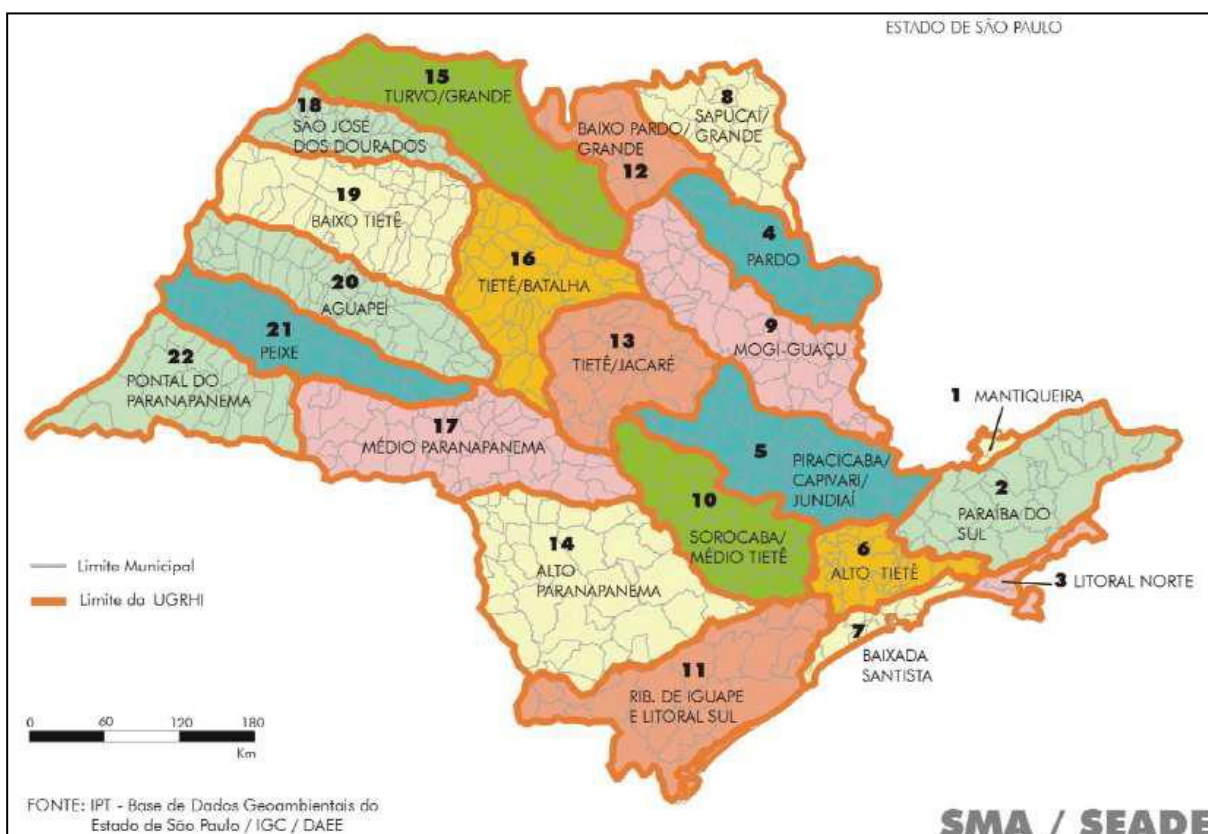 ESTADO DE SÃO PAULO
15
TURVO/GRANDE
8
SAPUCAÍ/
GRANDE
18
SÃO JOSÉ
DOS DOURADOS
BAIXO PARDO/
GRANDE
12
19
BAIXO TIETÊ
4
PARDO
16
TIETÊ/BATALHA
20
AGUAPEÍ
21
PEIXE
13
TIETÊ/JACARÉ
9
MOGI-GUAÇU
22
PONTAL DO
PARANAPANEMA
1 MANTIQUEIRA
17
MÉDIO PARANAPANEMA
5
PIRACICABA/
CAPIVARI/
JUNDIAÍ
2
PARAÍBA DO
SUL
10
SOROCABA/
MÉDIO TIETÊ
14
ALTO
PARANAPANEMA
6
ALTO TIETÊ
3 LITORAL NORTE
7
BAIXADA
SANTISTA
11
RIB. DE IGUAPE
E LITORAL SUL
Limite Municipal
Limite da UGRHI
0 60 120 180
Km
FONTE: IPT - Base de Dados Geoambientais do
Estado de São Paulo / IGC / DAEE
SMA / SEADE